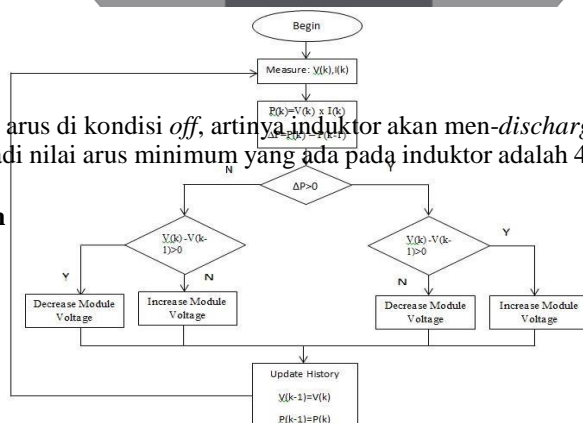 Begin
Measure: V(k),I(k)
P(k)=V(k) x I(k)
arus di kondisi off, artinya induktor akan men-discharg
ΔP=P(k) – P(k-1)
adi nilai arus minimum yang ada pada induktor adalah 4
N
Y
ΔP>0
V(k) -V(k-
1)>0
V(k) -V(k-
1)>0
Y
Y
N
N
Decrease Module
Voltage
Increase Module
Voltage
Decrease Module
Voltage
Increase Module
Voltage
Update History
V(k-1)=V(k)
P(k-1)=P(k)